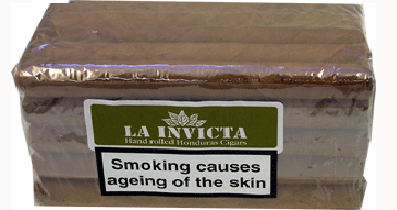 LA INVICTA
Hand rolled Honduras Cigars
Smoking causes
ageing of the skin